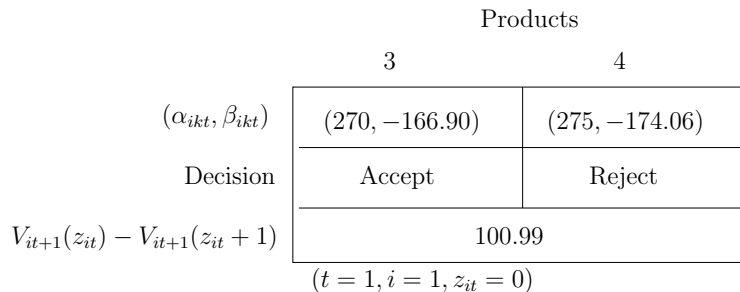 Products
3 4
(α_{ikt}, β_{ikt}) (270, −166.90) (275, −174.06)
Decision Accept Reject
V_{it+1}(z_{it}) − V_{it+1}(z_{it} + 1) 100.99
(t = 1, i = 1, z_{it} = 0)